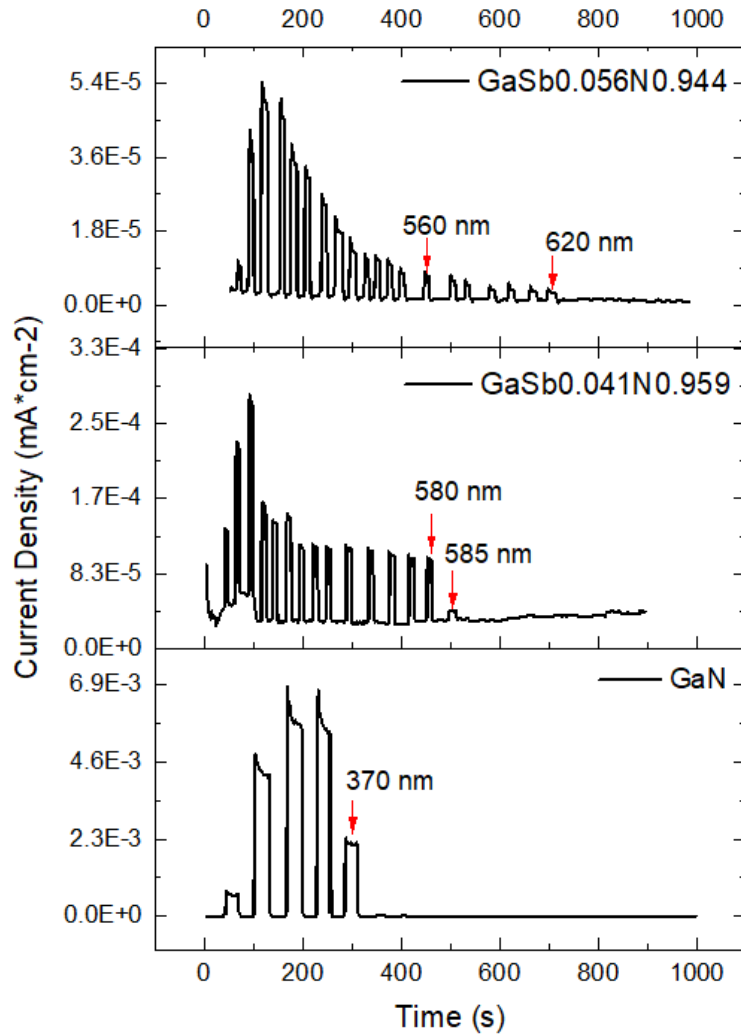 0 200 400 600 800 1000
GaSb0.056N0.944
5.4E-5
3.6E-5
1.8E-5
0.0E+0
560 nm
620 nm
GaSb0.041N0.959
3.3E-4
2.5E-4
1.7E-4
8.3E-5
0.0E+0
580 nm
585 nm
GaN
6.9E-3
4.6E-3
2.3E-3
0.0E+0
370 nm
Current Density (mA*cm-2)
0 200 400 600 800 1000
Time (s)